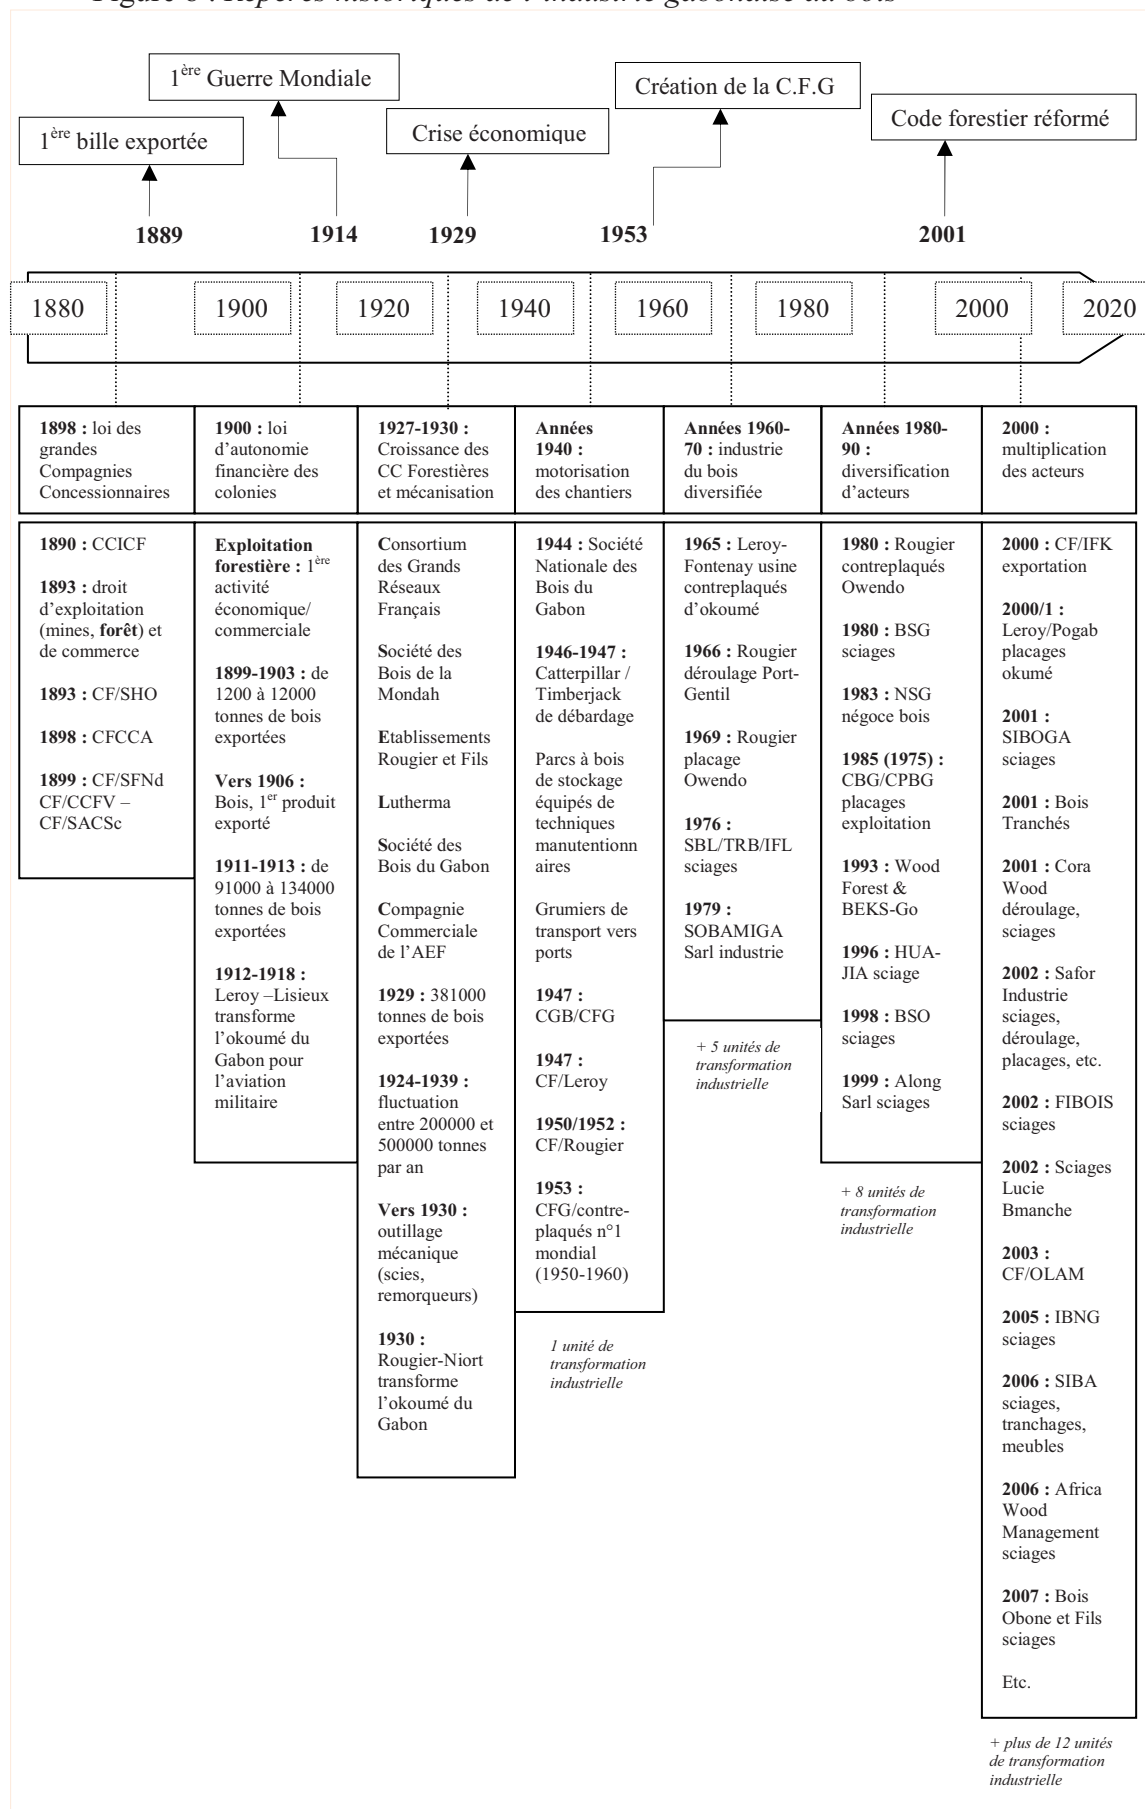 Figure 6 : Repères historiques de l'industrie gabonaise du bois
1ère Guerre Mondiale
Création de la C.F.G
Code forestier réformé
1ère bille exportée
Crise économique
1889
1914
1929
1953
2001
1880
1900
1920
1940
1960
1980
2000
2020
1898 : loi des
grandes
Compagnies
Concessionnaires
1900 : loi
d'autonomie
financière des
colonies
1927-1930 :
Croissance des
CC Forestières
et mécanisation
Années
1940 :
motorisation
des chantiers
Années 1960-
70 : industrie
du bois
diversifiée
Années 1980-
90 :
diversification
d'acteurs
2000 :
multiplication
des acteurs
1890 : CCICF
1893 : droit
d'exploitation
(mines, forêt) et
de commerce
1893 : CF/SHO
1898 : CFCCA
1899 : CF/SFNd
CF/CCFV –
CF/SACSc
Exploitation
forestière : 1ère
activité
économique/
commerciale
1899-1903 : de
1200 à 12000
tonnes de bois
exportées
Vers 1906 :
Bois, 1er produit
exporté
1911-1913 : de
91000 à 134000
tonnes de bois
exportées
1912-1918 :
Leroy –Lisieux
transforme
l'okoumé du
Gabon pour
l'aviation
militaire
Consortium
des Grands
Réseaux
Français
Société des
Bois de la
Mondah
Etablissements
Rougier et Fils
Lutherma
Société des
Bois du Gabon
Compagnie
Commerciale
de l'AEF
1929 : 381000
tonnes de bois
exportées
1924-1939 :
fluctuation
entre 200000 et
500000 tonnes
par an
Vers 1930 :
outillage
mécanique
(scies,
remorqueurs)
1930 :
Rougier-Niort
transforme
l'okoumé du
Gabon
1944 : Société
Nationale des
Bois du
Gabon
1946-1947 :
Catterpillar /
Timberjack
de débardage
Parcs à bois
de stockage
équipés de
techniques
manutentionn
aires
Grumiers de
transport vers
ports
1947 :
CGB/CFG
1947 :
CF/Leroy
1950/1952 :
CF/Rougier
1953 :
CFG/contre-
plaqués n°1
mondial
(1950-1960)
1 unité de
transformation
industrielle
1965 : Leroy-
Fontenay usine
contreplaqués
d'okoumé
1966 : Rougier
déroulage Port-
Gentil
1969 : Rougier
placage
Owendo
1976 :
SBL/TRB/IFL
sciages
1979 :
SOBAMIGA
Sarl industrie
+ 5 unités de
transformation
industrielle
1980 : Rougier
contreplaqués
Owendo
1980 : BSG
sciages
1983 : NSG
négoce bois
1985 (1975) :
CBG/CPBG
placages
exploitation
1993 : Wood
Forest &
BEKS-Go
1996 : HUA-
JIA sciage
1998 : BSO
sciages
1999 : Along
Sarl sciages
+ 8 unités de
transformation
industrielle
2000 : CF/IFK
exportation
2000/1 :
Leroy/Pogab
placages
okumé
2001 :
SIBOGA
sciages
2001 : Bois
Tranchés
2001 : Cora
Wood
déroulage,
sciages
2002 : Safor
Industrie
sciages,
déroulage,
placages, etc.
2002 : FIBOIS
sciages
2002 : Sciages
Lucie
Bmanche
2003 :
CF/OLAM
2005 : IBNG
sciages
2006 : SIBA
sciages,
tranchages,
meubles
2006 : Africa
Wood
Management
sciages
2007 : Bois
Obone et Fils
sciages
Etc.
+ plus de 12 unités
de transformation
industrielle